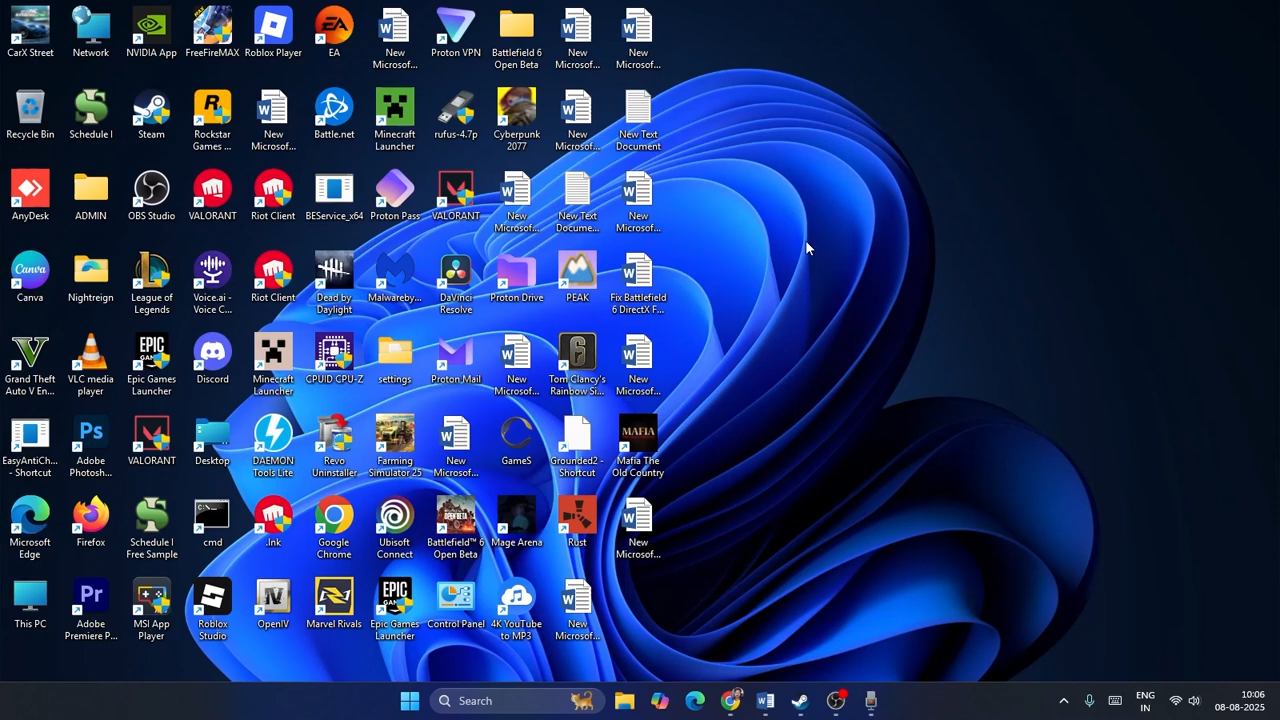 CarX Street
Network
NVIDIA App
FreeFireMAX
Roblox Player
EA
New
Microsof...
Proton VPN
Battlefield 6
Open Beta
New
Microsof...
New
Microsof...
Recycle Bin
Schedule I
Steam
Rockstar
Games ...
New
Microsof...
Battle.net
Minecraft
Launcher
rufus-4.7p
Cyberpunk
2077
New
Microsof...
New Text
Document
AnyDesk
ADMIN
OBS Studio
VALORANT
Riot Client
BEService_x64
Proton Pass
VALORANT
New
Microsof...
New Text
Docume...
New
Microsof...
Canva
Canva
Nightreign
League of
Legends
Voice.ai -
Voice C...
Riot Client
Dead by
Daylight
Malwareby...
DaVinci
Resolve
Proton Drive
PEAK
Fix Battlefield
6 DirectX F...
Grand Theft
Auto V En...
VLC media
player
EPIC
GAMES
Epic Games
Launcher
Discord
Minecraft
Launcher
CPUID CPU-Z
settings
Proton Mail
New
Microsof...
Tom Clancy's
Rainbow Si...
New
Microsof...
EasyAntiCh...
- Shortcut
Ps
Adobe
Photosh...
VALORANT
Desktop
DAEMON
Tools Lite
Revo
Uninstaller
Farming
Simulator 25
New
Microsof...
GameS
Grounded2 -
Shortcut
MAFIA
Mafia The
Old Country
Microsoft
Edge
Firefox
Schedule I
Free Sample
cmd
.lnk
Google
Chrome
Ubisoft
Connect
Battlefield™ 6
Open Beta
Mage Arena
Rust
New
Microsof...
This PC
Pr
Adobe
Premiere P...
MSI App
Player
Roblox
Studio
IV
OpenIV
Marvel Rivals
EPIC
GAMES
Epic Games
Launcher
Control Panel
4K YouTube
to MP3
New
Microsof...
Search
ENG
IN
10:06
08-08-2025